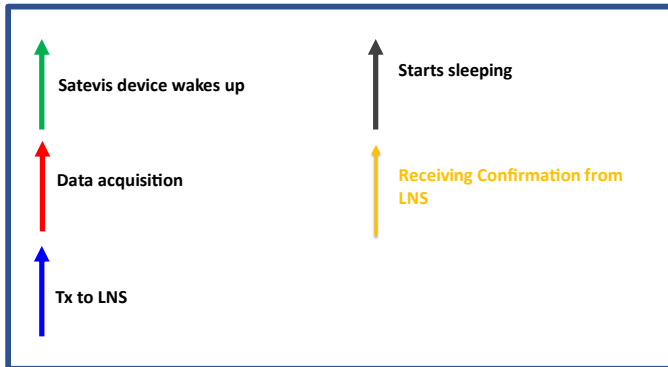 Satevis device wakes up
Data acquisition
Tx to LNS
Starts sleeping
Receiving Confirmation from
LNS